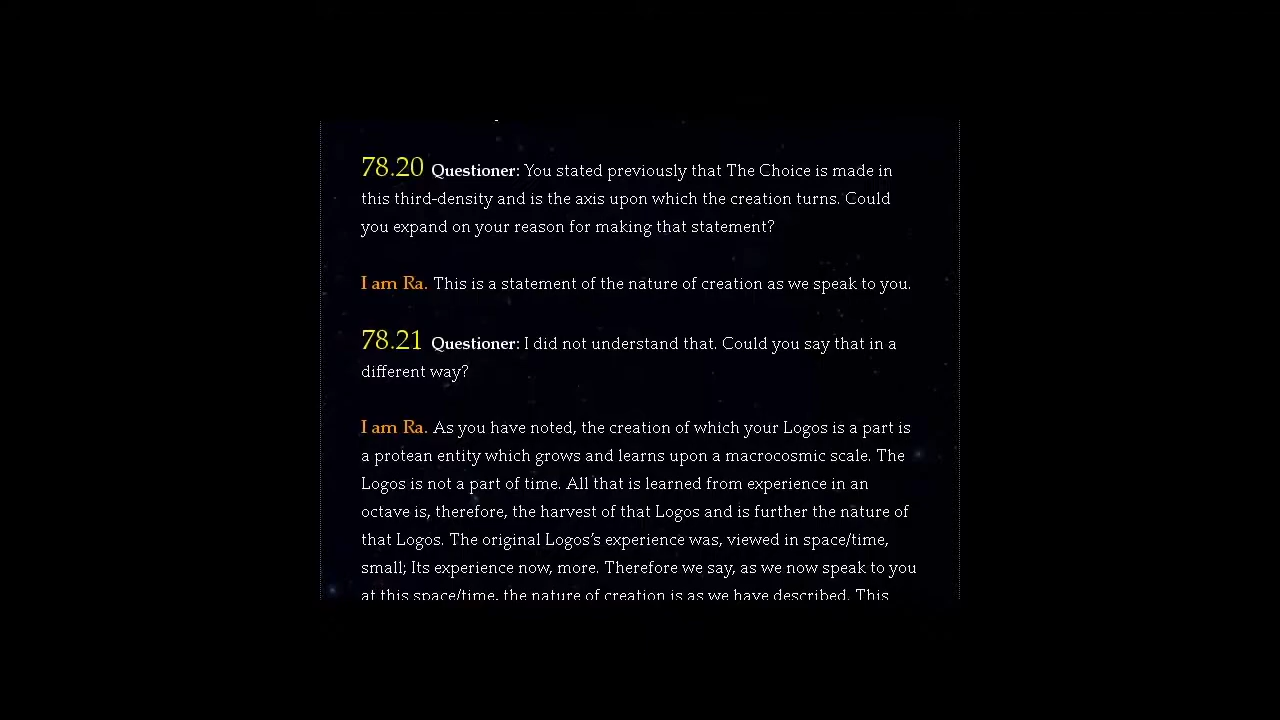 78.20 Questioner: You stated previously that The Choice is made in
this third-density and is the axis upon which the creation turns. Could
you expand on your reason for making that statement?
I am Ra. This is a statement of the nature of creation as we speak to you.
78.21 Questioner: I did not understand that. Could you say that in a
different way?
I am Ra. As you have noted, the creation of which your Logos is a part is
a protean entity which grows and learns upon a macrocosmic scale. The
Logos is not a part of time. All that is learned from experience in an
octave is, therefore, the harvest of that Logos and is further the nature of
that Logos. The original Logos’s experience was, viewed in space/time,
small; Its experience now, more. Therefore we say, as we now speak to you
at this space/time, the nature of creation is as we have described. This